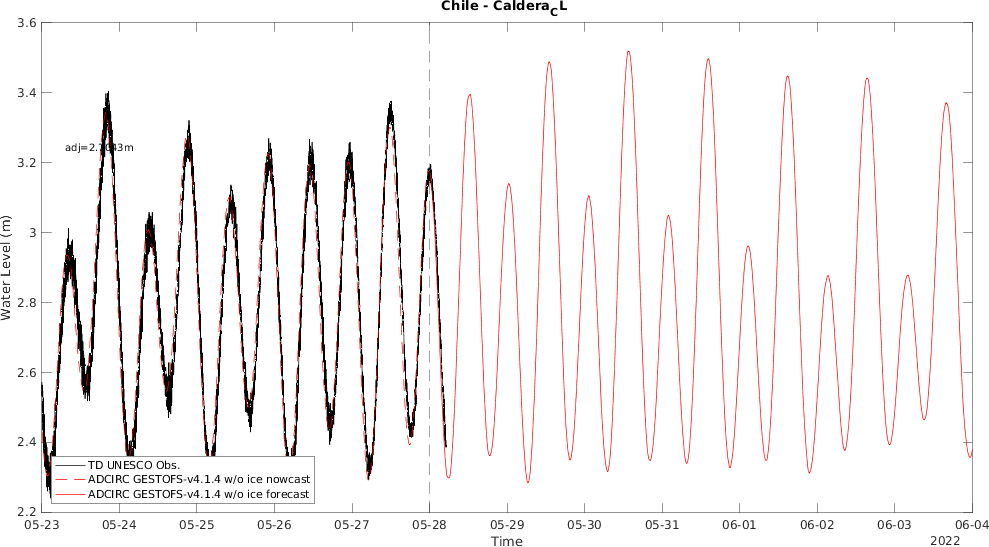 Chile - Caldera_CL
3.6
3.4
3.2
3
2.8
2.6
2.4
2.2
Water Level (m)
adj=2.7043m
TD UNESCO Obs.
ADCIRC GESTOFS-v4.1.4 w/o ice nowcast
ADCIRC GESTOFS-v4.1.4 w/o ice forecast
05-23 05-24 05-25 05-26 05-27 05-28 05-29 05-30 05-31 06-01 06-02 06-03 06-04
Time
2022